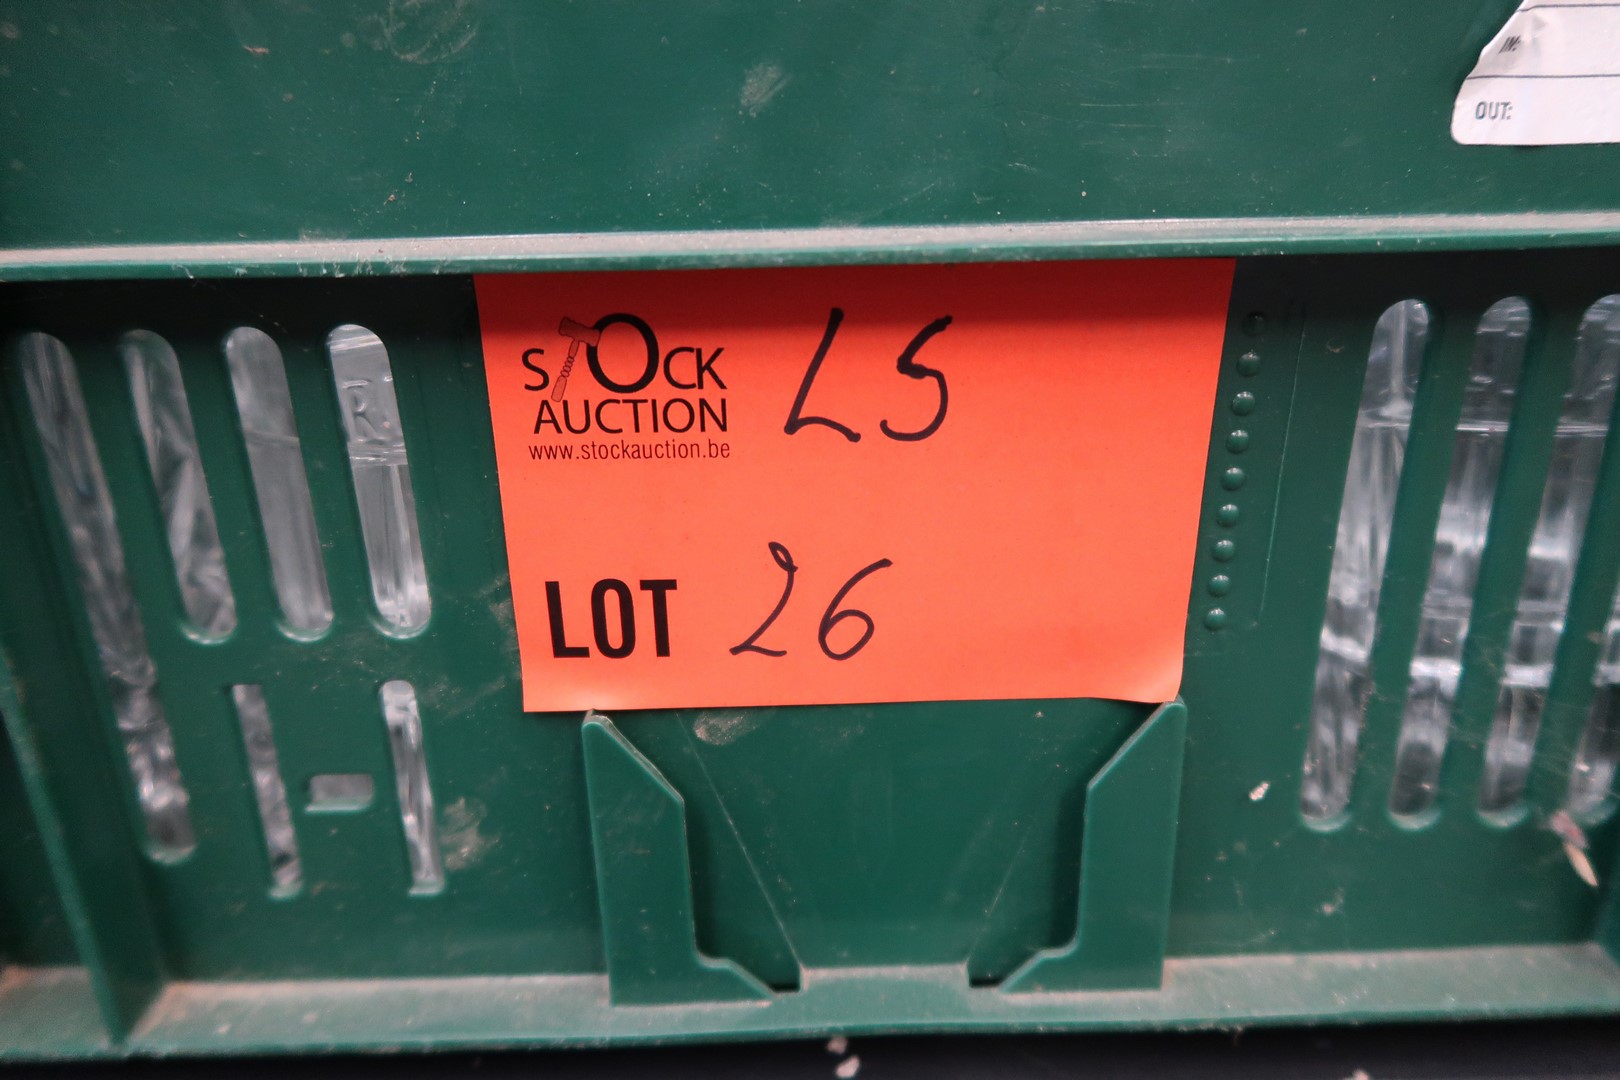 IN:
OUT:
STOCK
AUCTION
www.stockauction.be
LS
LOT 26